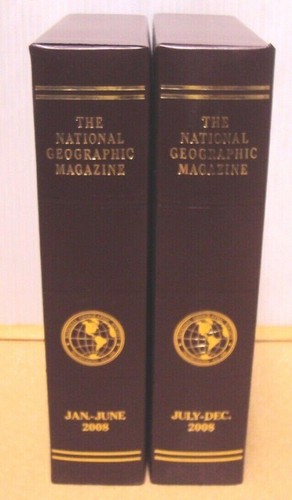 THE
NATIONAL
GEOGRAPHIC
MAGAZINE
JAN.-JUNE
2008
THE
NATIONAL
GEOGRAPHIC
MAGAZINE
JULY-DEC.
2008